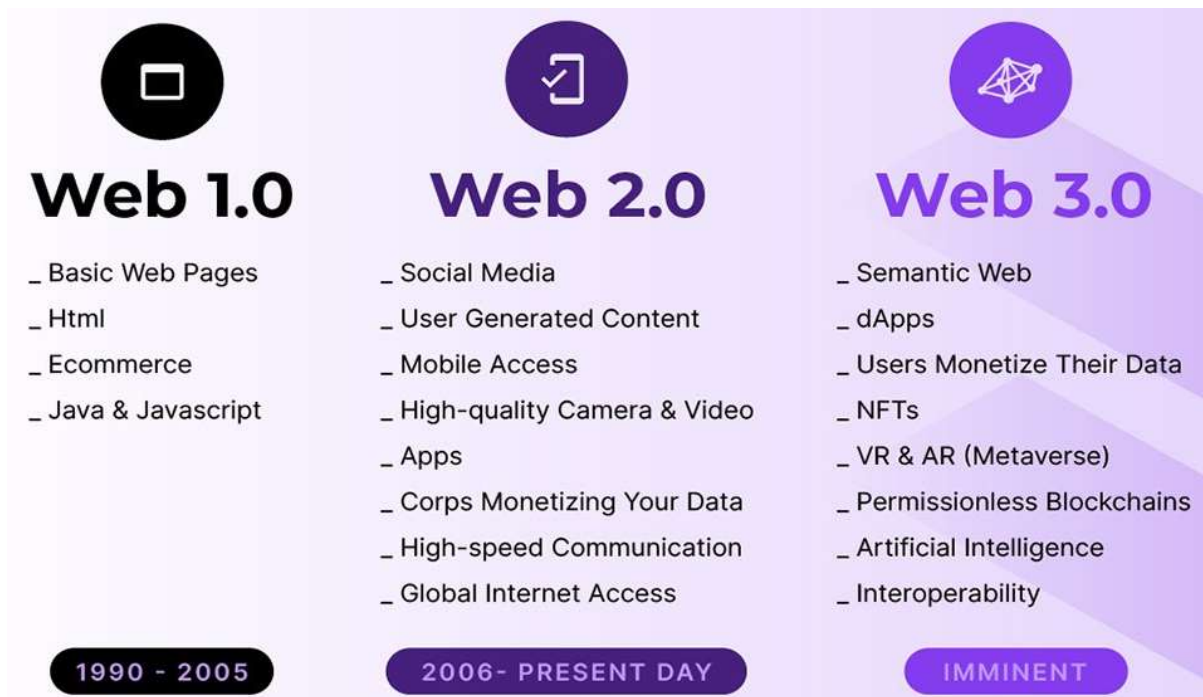 Web 1.0
_ Basic Web Pages
_ Html
_ Ecommerce
_ Java & Javascript
1990 - 2005
Web 2.0
_ Social Media
_ User Generated Content
_ Mobile Access
_ High-quality Camera & Video
_ Apps
_ Corps Monetizing Your Data
_ High-speed Communication
_ Global Internet Access
2006- PRESENT DAY
Web 3.0
_ Semantic Web
_ dApps
_ Users Monetize Their Data
_ NFTs
_ VR & AR (Metaverse)
_ Permissionless Blockchains
_ Artificial Intelligence
_ Interoperability
IMMINENT